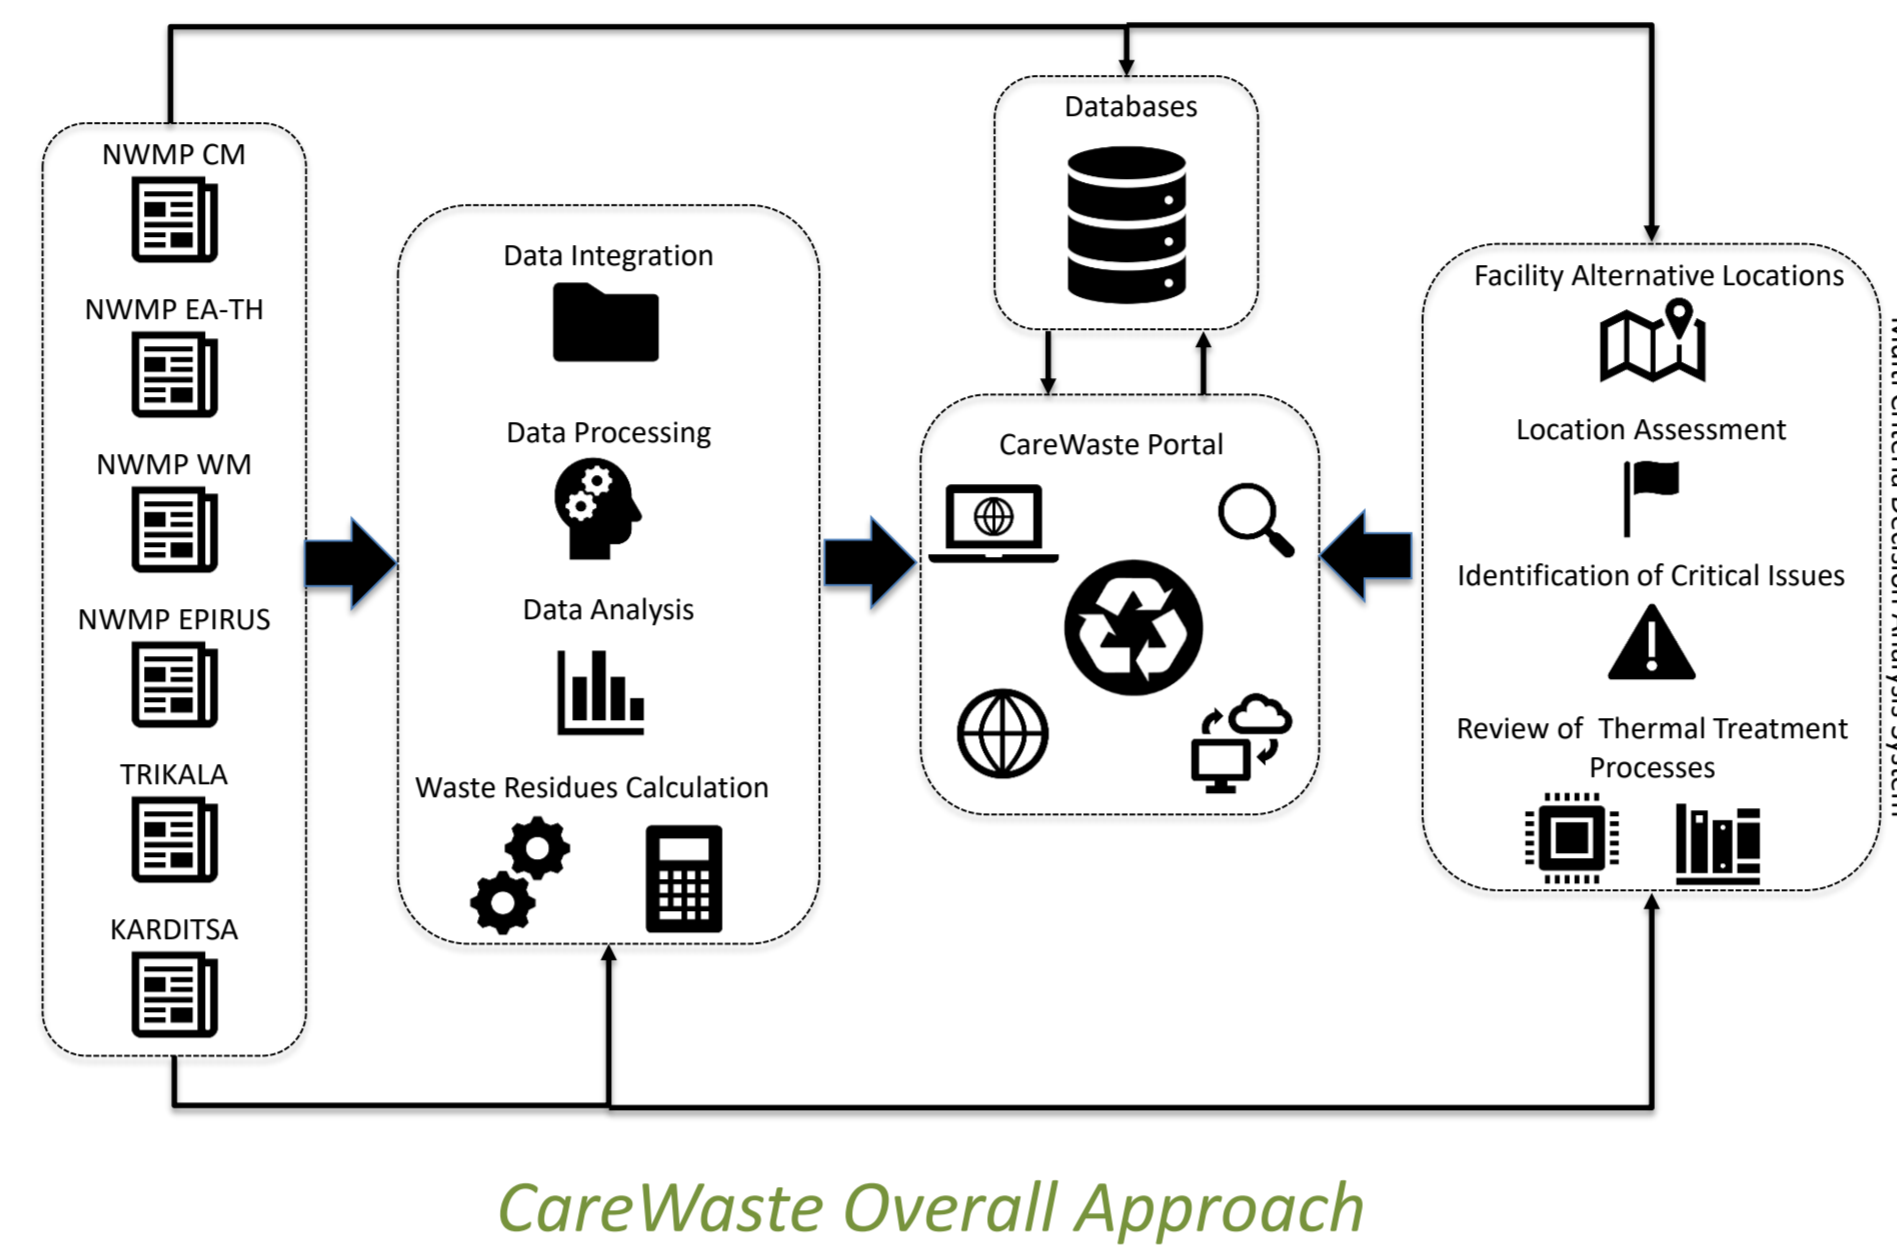 NWMP CM
NWMP EA-TH
NWMP WM
NWMP EPIRUS
TRIKALA
KARDITSA
Data Integration
Data Processing
Data Analysis
Waste Residues Calculation
Databases
CareWaste Portal
Facility Alternative Locations
Location Assessment
Identification of Critical Issues
Review of Thermal Treatment
Processes
CareWaste Overall Approach